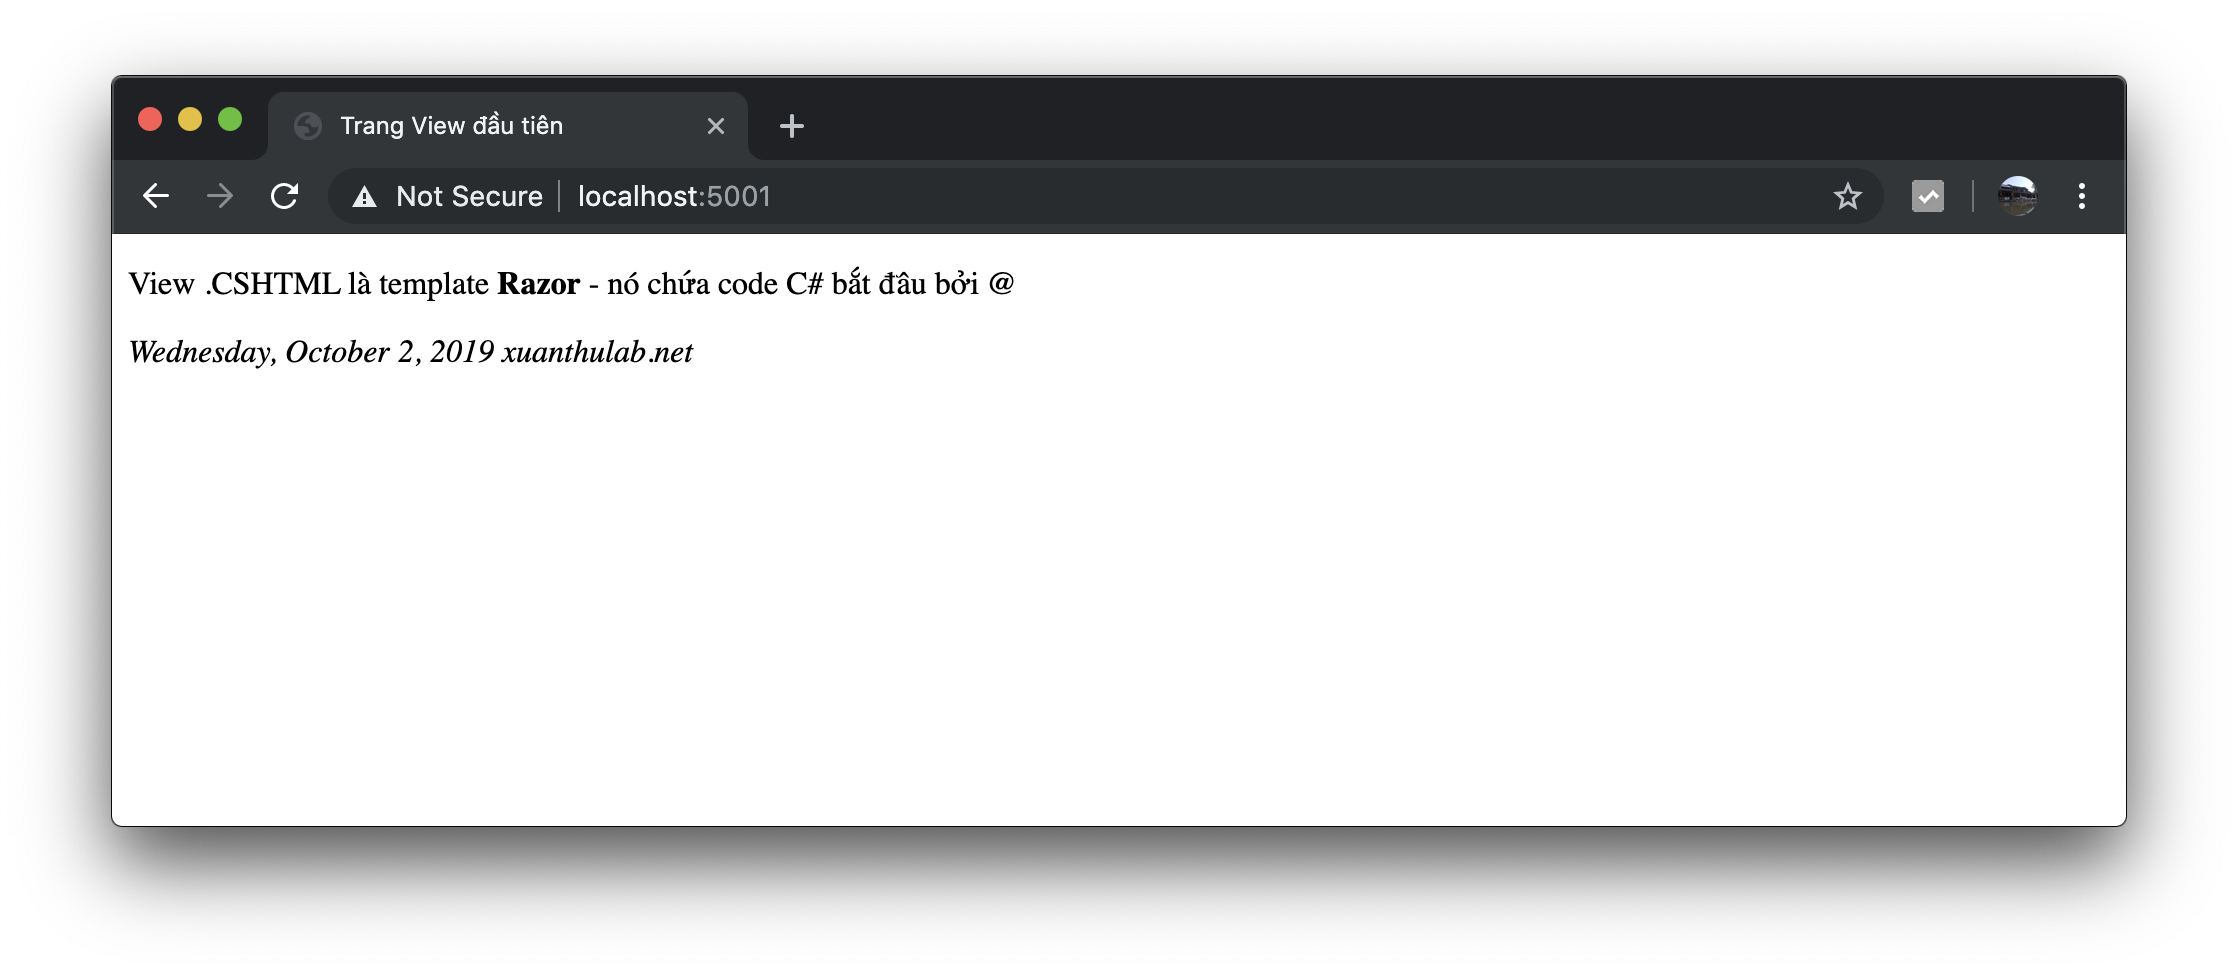 Trang View đầu tiên
Not Secure localhost:5001
View .CSHTML là template Razor - nó chứa code C# bắt đâu bởi @
Wednesday, October 2, 2019 xuanthulab.net